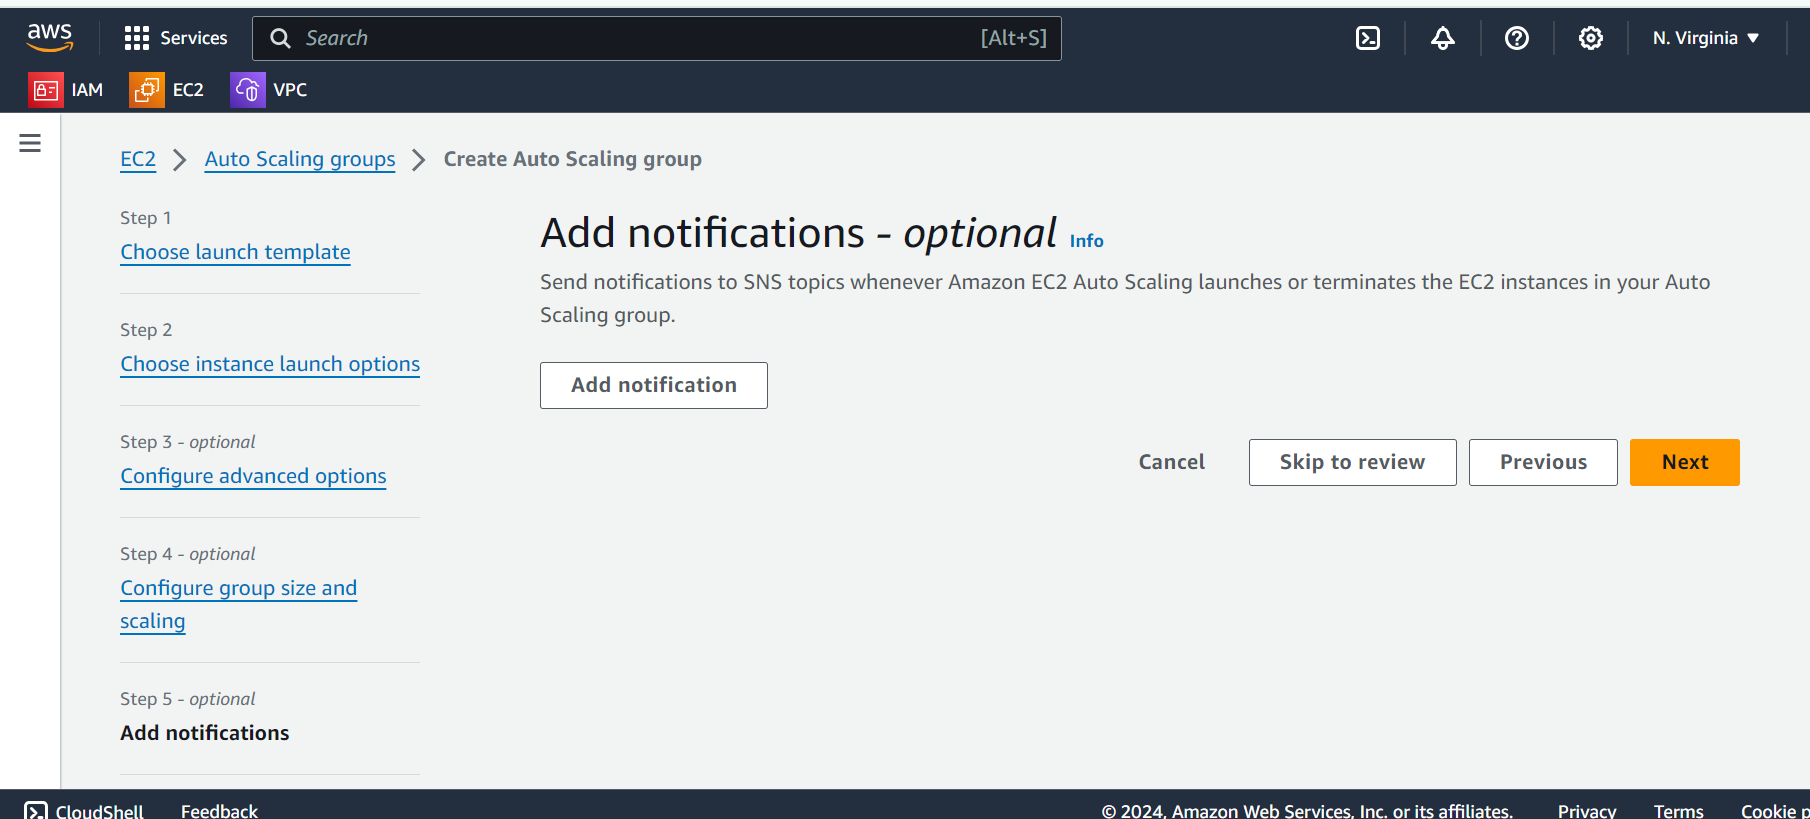 aws
Services
Search
[Alt+S]
N. Virginia
IAM
EC2
VPC
EC2 > Auto Scaling groups > Create Auto Scaling group
Step 1
Choose launch template
Step 2
Choose instance launch options
Step 3 - optional
Configure advanced options
Step 4 - optional
Configure group size and
scaling
Step 5 - optional
Add notifications
Add notifications - optional Info
Send notifications to SNS topics whenever Amazon EC2 Auto Scaling launches or terminates the EC2 instances in your Auto
Scaling group.
Add notification
Cancel
Skip to review
Previous
Next
CloudShell
Feedback
© 2024, Amazon Web Services, Inc. or its affiliates.
Privacy
Terms
Cookie